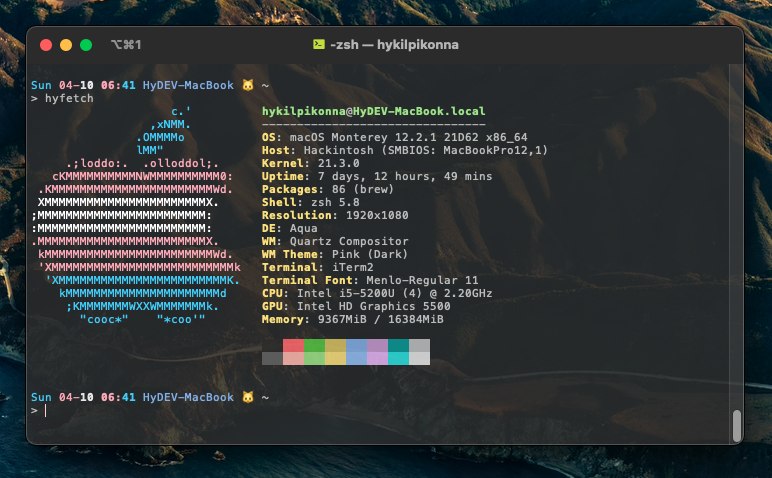 ⌥⌘1
-zsh — hykilpikonna
Sun 04-10 06:41 HyDEV-MacBook 🐱 ~
> hyfetch
c.'
,xNMM.
.OMMMMo
lMM"
.;loddo:.  .olloddol;.
cKMMMMMMMMMMNWMMMMMMMMMM0:
.KMMMMMMMMMMMMMMMMMMMMMMMWd.
XMMMMMMMMMMMMMMMMMMMMMMMX.
;MMMMMMMMMMMMMMMMMMMMMMMM:
:MMMMMMMMMMMMMMMMMMMMMMMM:
.MMMMMMMMMMMMMMMMMMMMMMMMX.
kMMMMMMMMMMMMMMMMMMMMMMMMWd.
'XMMMMMMMMMMMMMMMMMMMMMMMMMMk
'XMMMMMMMMMMMMMMMMMMMMMMMMK.
kMMMMMMMMMMMMMMMMMMMMMMd
;KMMMMMMMWXXWMMMMMMMk.
"cooc*"    "*coo'"
hykilpikonna@HyDEV-MacBook.local
--------------------------------
OS: macOS Monterey 12.2.1 21D62 x86_64
Host: Hackintosh (SMBIOS: MacBookPro12,1)
Kernel: 21.3.0
Uptime: 7 days, 12 hours, 49 mins
Packages: 86 (brew)
Shell: zsh 5.8
Resolution: 1920x1080
DE: Aqua
WM: Quartz Compositor
WM Theme: Pink (Dark)
Terminal: iTerm2
Terminal Font: Menlo-Regular 11
CPU: Intel i5-5200U (4) @ 2.20GHz
GPU: Intel HD Graphics 5500
Memory: 9367MiB / 16384MiB
Sun 04-10 06:41 HyDEV-MacBook 🐱 ~
>